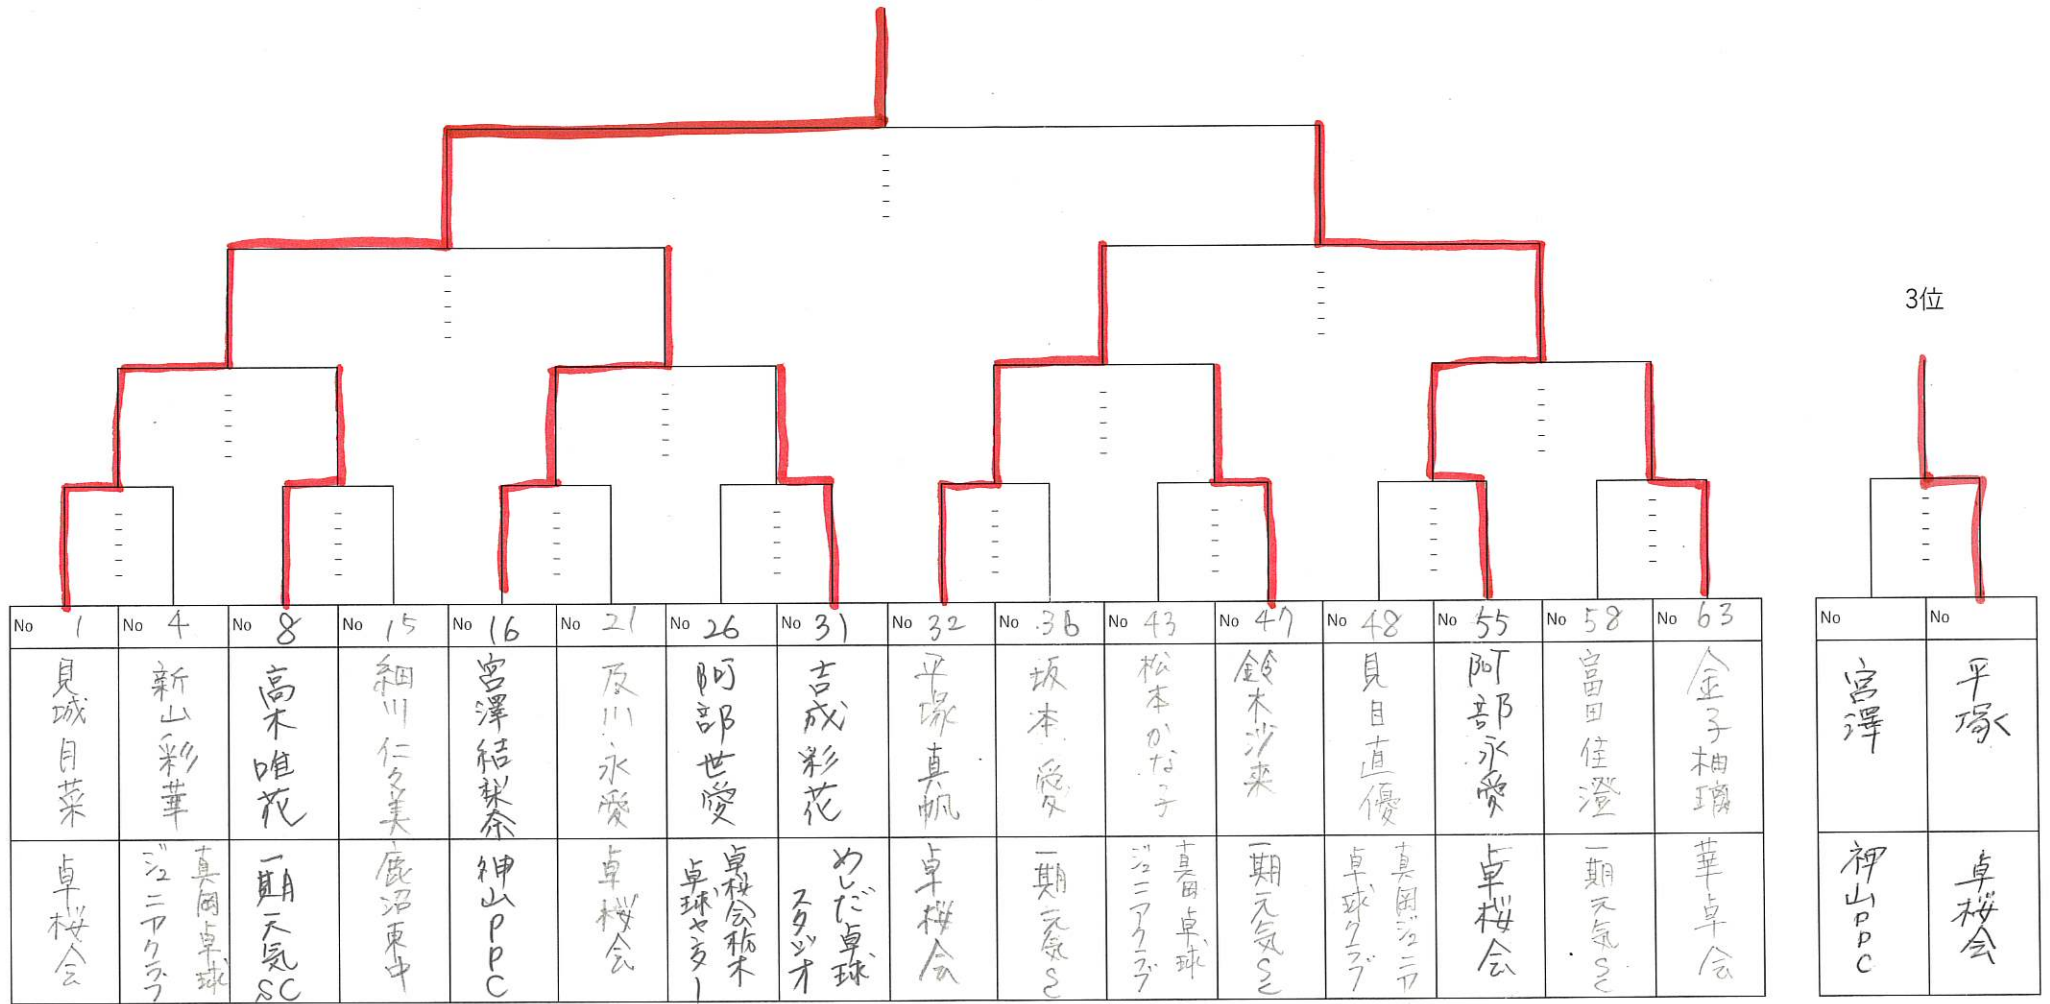 3位
No 1
No 4
No 8
No 15
No 16
No 21
No 26
No 31
No 32
No 36
No 43
No 47
No 48
No 55
No 58
No 63
No
No
見城 目菜
新山 彩華
高木 唯花
細川 仁々美
宮澤 結梨奈
及川 永愛
阿部 世愛
吉成 彩花
平塚 真帆
坂本 愛
松本かな子
鈴木沙来
見目直優
阿部 永愛
富田 佳澄
金子柚璃
宮澤
平塚
卓桜会
真岡卓球
ジュニアクラブ
一期一天気SC
鹿沼東中
神山PPC
卓桜会
卓桜会栃木
卓球センター
めしだ卓球
スタジオ
卓桜会
一期元気SC
真岡卓球
ジュニアクラブ
一期元気SC
真岡ジュニア
卓球クラブ
卓桜会
一期元気SC
華卓会
神山PPC
卓桜会